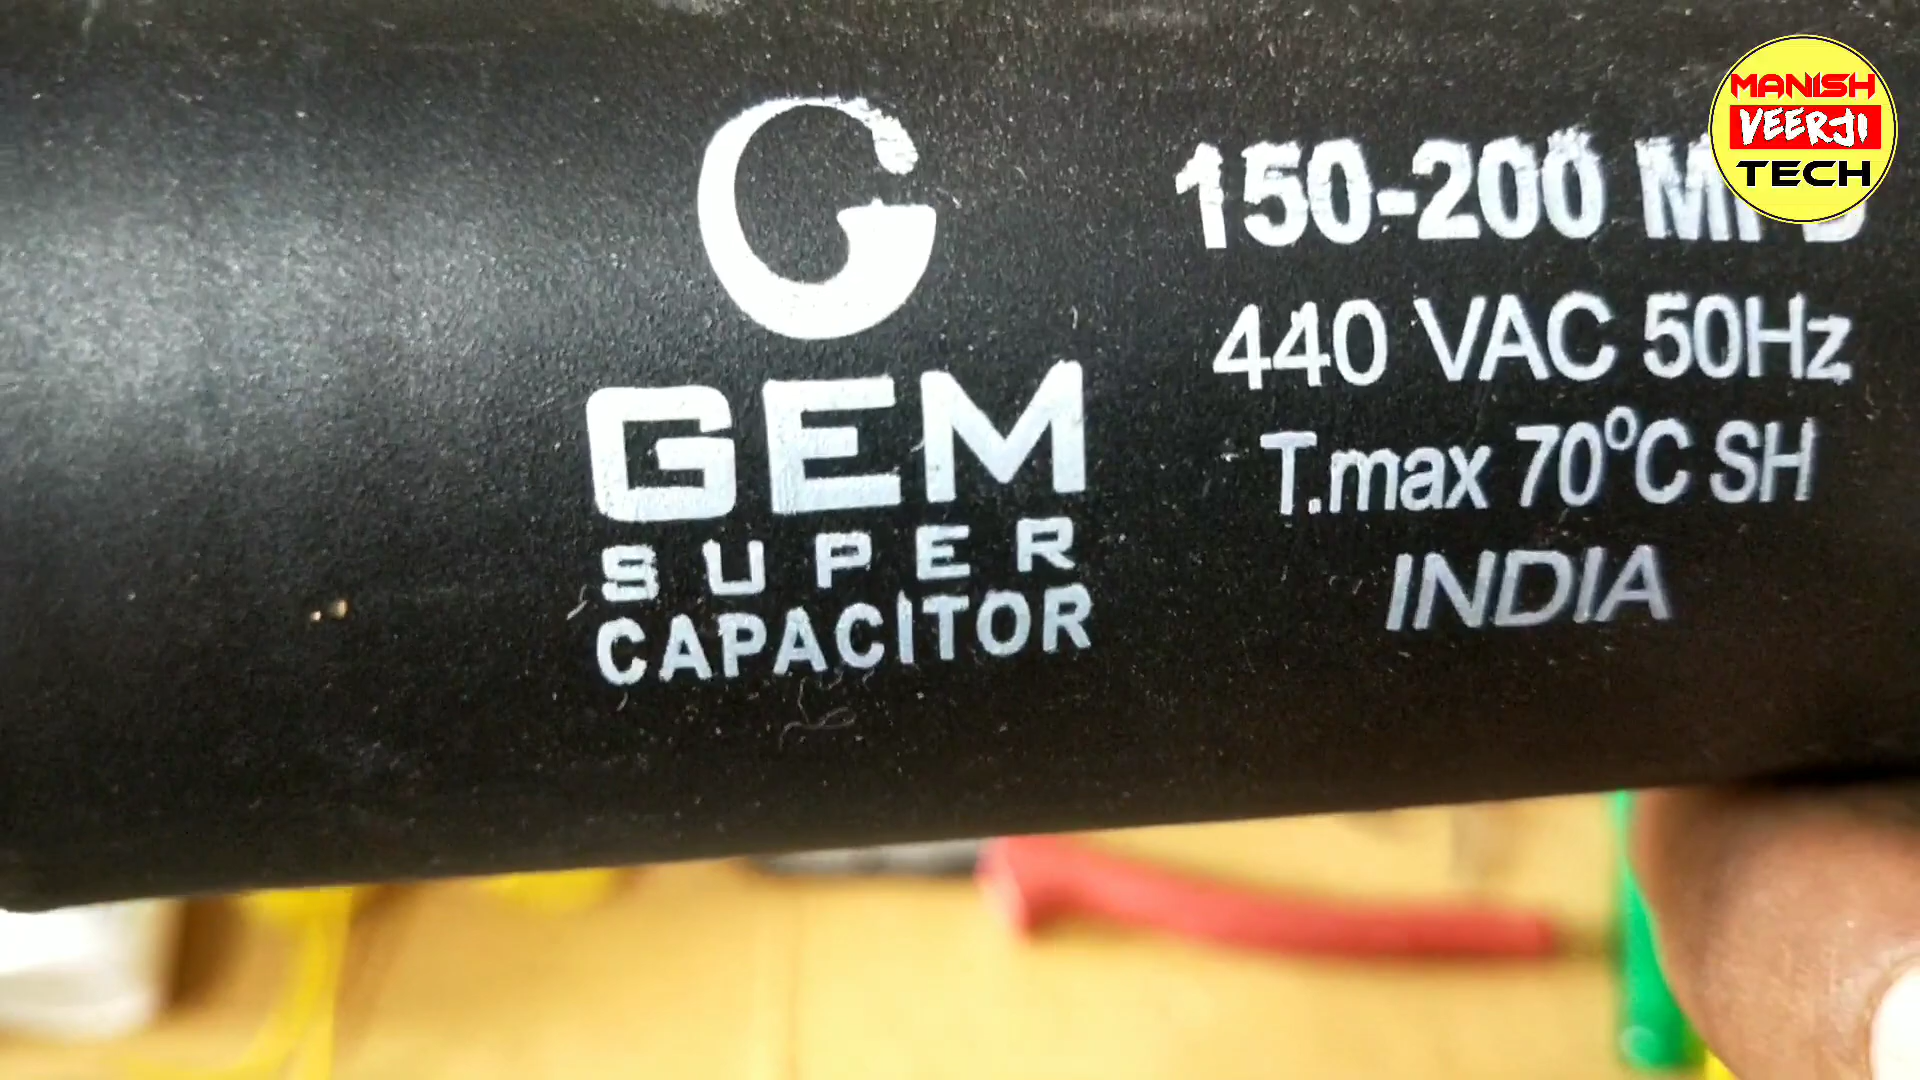 GEM
SUPER
CAPACITOR
150-200
440 VAC 50Hz
T.max 70°C SH
INDIA
MANISH
VEERJI
TECH